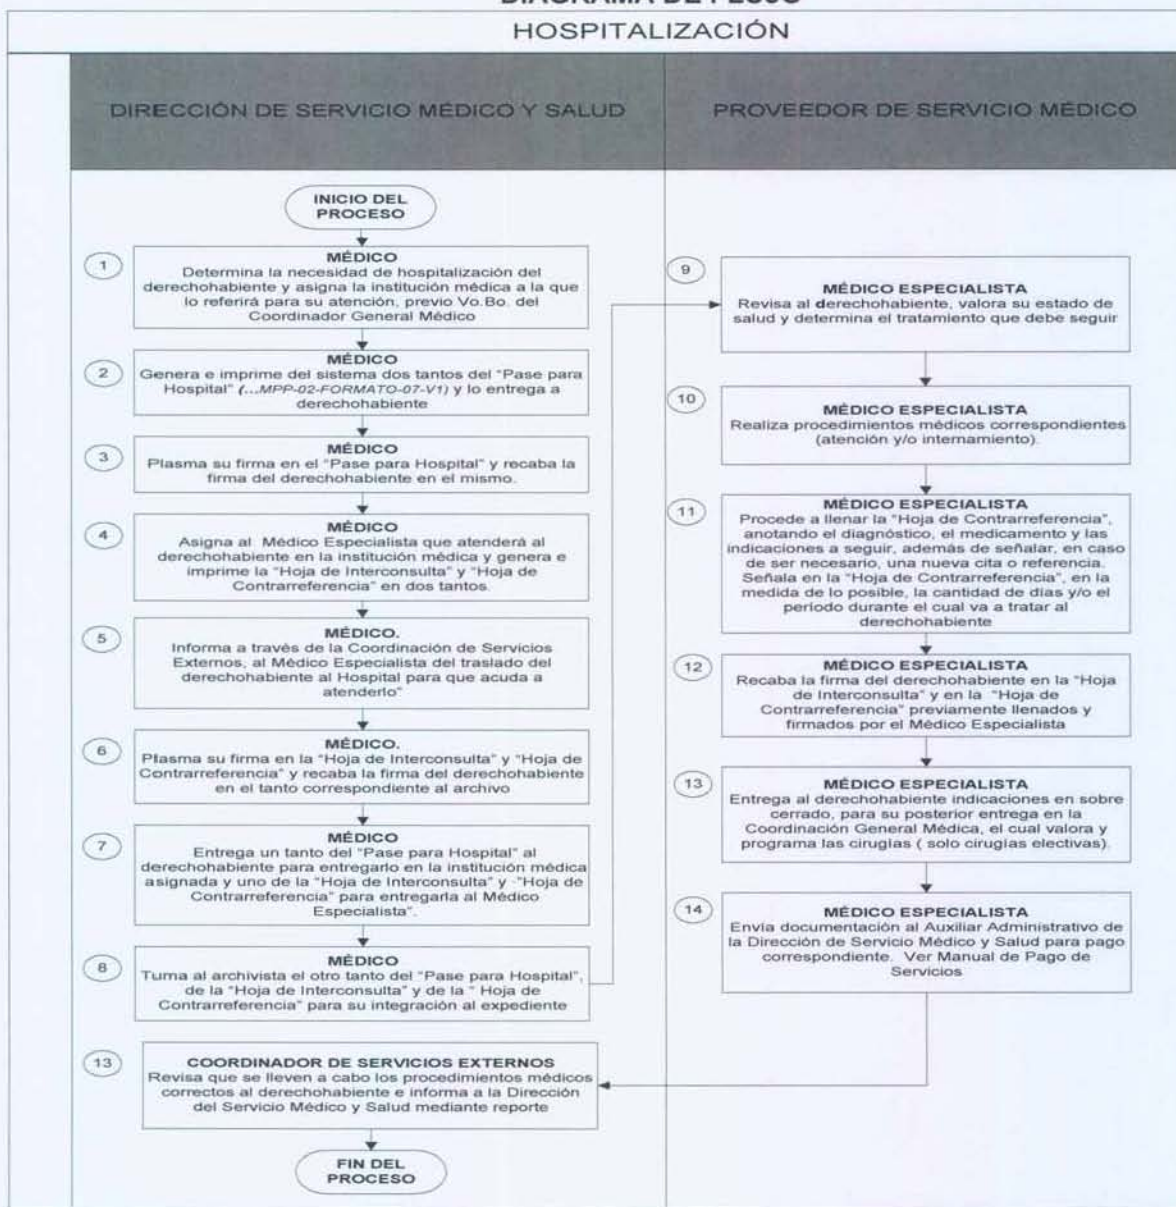 DIAGRAMA DE FLUJO
HOSPITALIZACIÓN
DIRECCIÓN DE SERVICIO MÉDICO Y SALUD
PROVEEDOR DE SERVICIO MÉDICO
INICIO DEL
PROCESO
1
MÉDICO
Determina la necesidad de hospitalización del
derechohabiente y asigna la institución médica a la que
lo referirá para su atención, previo Vo.Bo. del
Coordinador General Médico
2
MÉDICO
Genera e imprime del sistema dos tantos del "Pase para
Hospital" (...MPP-02-FORMATO-07-V1) y lo entrega a
derechohabiente
3
MÉDICO
Plasma su firma en el "Pase para Hospital" y recaba la
firma del derechohabiente en el mismo.
4
MÉDICO
Asigna al Médico Especialista que atenderá al
derechohabiente en la institución médica y genera e
imprime la "Hoja de Interconsulta" y "Hoja de
Contrarreferencia" en dos tantos.
5
MÉDICO.
Informa a través de la Coordinación de Servicios
Externos, al Médico Especialista del traslado del
derechohabiente al Hospital para que acuda a
atenderlo"
6
MÉDICO.
Plasma su firma en la "Hoja de Interconsulta" y "Hoja de
Contrarreferencia" y recaba la firma del derechohabiente
en el tanto correspondiente al archivo
7
MÉDICO
Entrega un tanto del "Pase para Hospital" al
derechohabiente para entregarlo en la institución médica
asignada y uno de la "Hoja de Interconsulta" y "Hoja de
Contrarreferencia" para entregarla al Médico
Especialista".
8
MÉDICO
Turna al archivista el otro tanto del "Pase para Hospital",
de la "Hoja de Interconsulta" y de la " Hoja de
Contrarreferencia" para su integración al expediente
9
MÉDICO ESPECIALISTA
Revisa al derechohabiente, valora su estado de
salud y determina el tratamiento que debe seguir
10
MÉDICO ESPECIALISTA
Realiza procedimientos médicos correspondientes
(atención y/o internamiento).
11
MÉDICO ESPECIALISTA
Procede a llenar la "Hoja de Contrarreferencia",
anotando el diagnóstico, el medicamento y las
indicaciones a seguir, además de señalar, en caso
de ser necesario, una nueva cita o referencia.
Señala en la "Hoja de Contrarreferencia", en la
medida de lo posible, la cantidad de días y/o el
período durante el cual va a tratar al
derechohabiente
12
MÉDICO ESPECIALISTA
Recaba la firma del derechohabiente en la "Hoja
de Interconsulta" y en la "Hoja de
Contrarreferencia" previamente llenados y
firmados por el Médico Especialista
13
MÉDICO ESPECIALISTA
Entrega al derechohabiente indicaciones en sobre
cerrado, para su posterior entrega en la
Coordinación General Médica, el cual valora y
programa las cirugías ( solo cirugías electivas).
14
MÉDICO ESPECIALISTA
Envía documentación al Auxiliar Administrativo de
la Dirección de Servicio Médico y Salud para pago
correspondiente. Ver Manual de Pago de
Servicios
13
COORDINADOR DE SERVICIOS EXTERNOS
Revisa que se lleven a cabo los procedimientos médicos
correctos al derechohabiente e informa a la Dirección
del Servicio Médico y Salud mediante reporte
FIN DEL
PROCESO